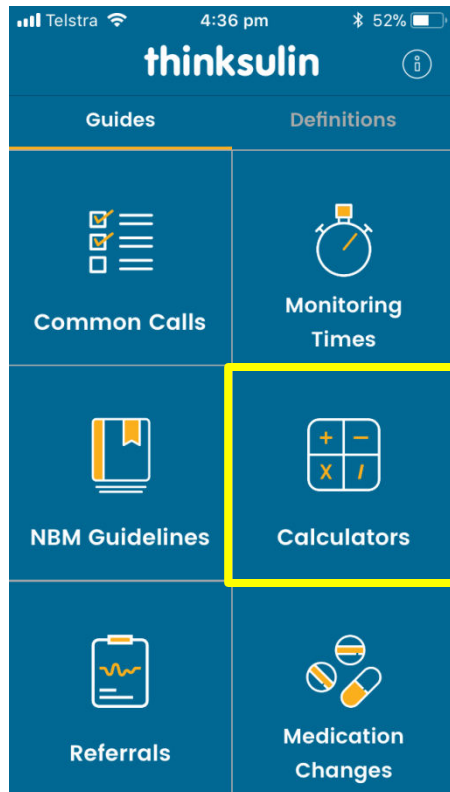 Telstra 4:36 pm 52%
thinksulin i
Guides Definitions
Common Calls
Monitoring
Times
NBM Guidelines
+ −
X /
Calculators
Referrals
Medication
Changes